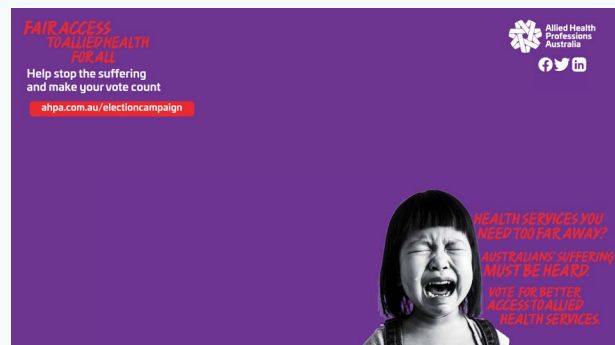 FAIR ACCESS
TO ALLIED HEALTH
FOR ALL
Help stop the suffering
and make your vote count
ahpa.com.au/electioncampaign
Allied Health
Professions
Australia
HEALTH SERVICES YOU
NEED TOO FAR AWAY?
AUSTRALIANS' SUFFERING
MUST BE HEARD.
VOTE FOR BETTER
ACCESS TO ALLIED
HEALTH SERVICES.